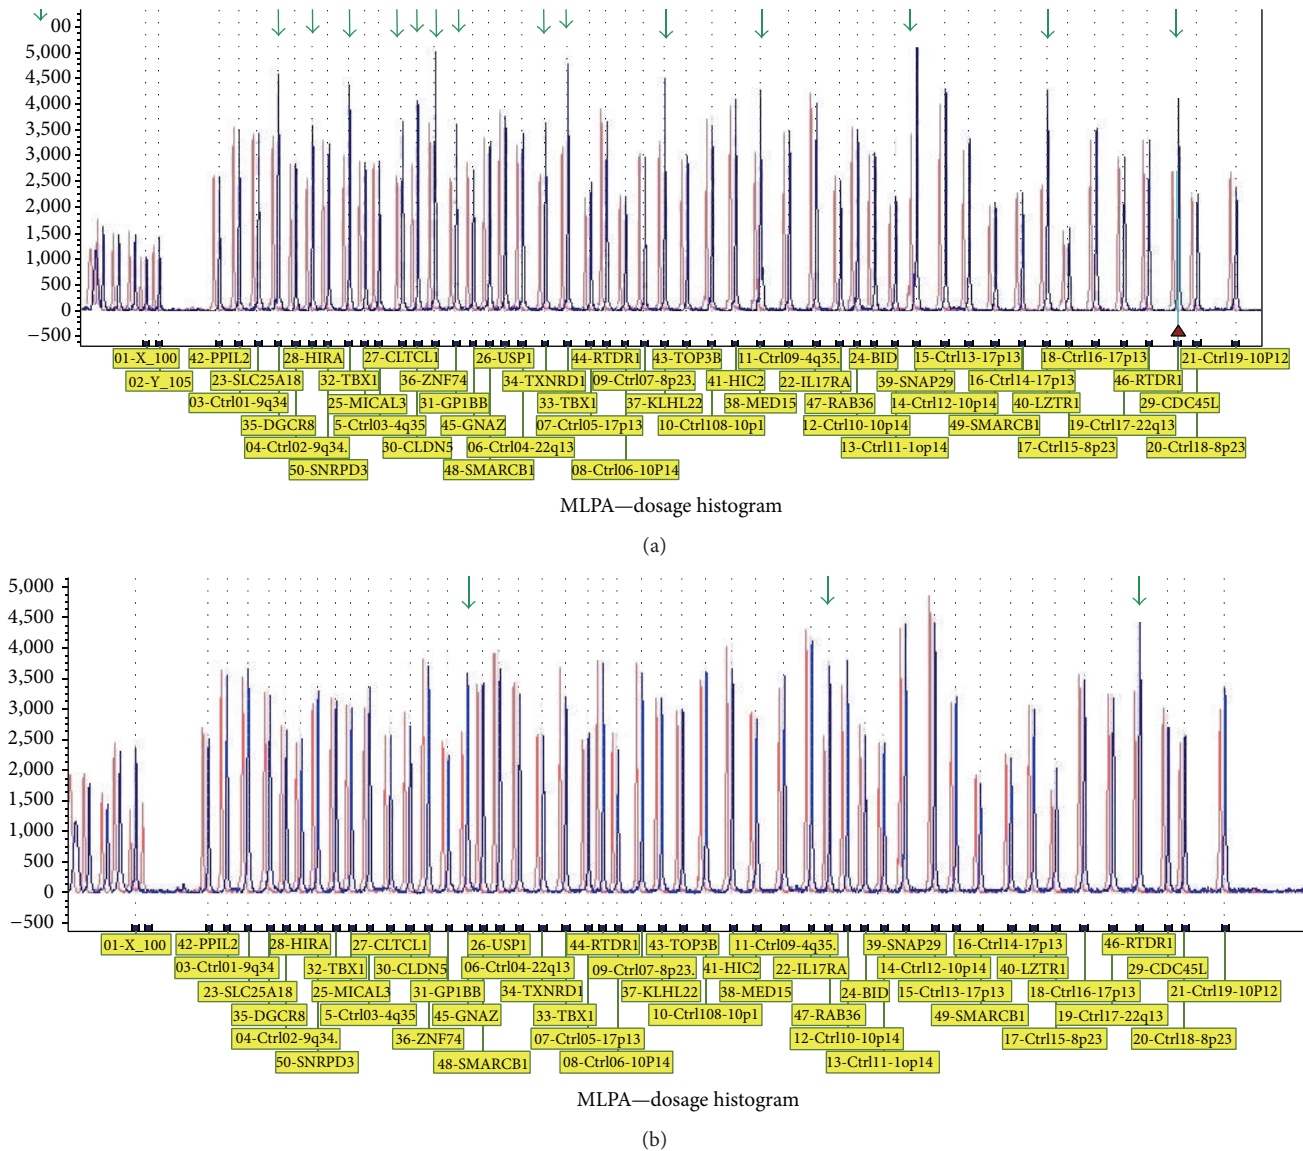 00
5,000
4,500
4,000
3,500
3,000
2,500
2,000
1,500
1,000
500
0
−500
01-X_100 42-PPIL2 28-HIRA 27-CLTCL1 26-USP1 44-RTDR1 43-TOP3B 11-Ctrl09-4q35. 24-BID 15-Ctrl13-17p13 18-Ctrl16-17p13 21-Ctrl19-10P12
02-Y_105 23-SLC25A18 32-TBX1 36-ZNF74 34-TXNRD1 09-Ctrl07-8p23. 41-HIC2 22-IL17RA 39-SNAP29 16-Ctrl14-17p13 46-RTDR1
03-Ctrl01-9q34 25-MICAL3 31-GP1BB 33-TBX1 37-KLHL22 38-MED15 47-RAB36 14-Ctrl12-10p14 40-LZTR1 29-CDC45L
35-DGCR8 5-Ctrl03-4q35 45-GNAZ 07-Ctrl05-17p13 10-Ctrl108-10p1 12-Ctrl10-10p14 49-SMARCB1 19-Ctrl17-22q13
04-Ctrl02-9q34. 30-CLDN5 06-Ctrl04-22q13 13-Ctrl11-1op14 17-Ctrl15-8p23 20-Ctrl18-8p23
50-SNRPD3 48-SMARCB1 08-Ctrl06-10P14
MLPA—dosage histogram
(a)
5,000
4,500
4,000
3,500
3,000
2,500
2,000
1,500
1,000
500
0
−500
01-X_100 42-PPIL2 28-HIRA 27-CLTCL1 26-USP1 44-RTDR1 43-TOP3B 11-Ctrl09-4q35. 39-SNAP29 16-Ctrl14-17p13 46-RTDR1
03-Ctrl01-9q34 32-TBX1 30-CLDN5 06-Ctrl04-22q13 09-Ctrl07-8p23. 41-HIC2 22-IL17RA 14-Ctrl12-10p14 40-LZTR1 29-CDC45L
23-SLC25A18 25-MICAL3 31-GP1BB 34-TXNRD1 37-KLHL22 38-MED15 24-BID 15-Ctrl13-17p13 18-Ctrl16-17p13 21-Ctrl19-10P12
35-DGCR8 5-Ctrl03-4q35 45-GNAZ 33-TBX1 10-Ctrl108-10p1 47-RAB36 49-SMARCB1 19-Ctrl17-22q13
04-Ctrl02-9q34. 36-ZNF74 07-Ctrl05-17p13 12-Ctrl10-10p14 17-Ctrl15-8p23 20-Ctrl18-8p23
50-SNRPD3 48-SMARCB1 08-Ctrl06-10P14 13-Ctrl11-1op14
MLPA—dosage histogram
(b)